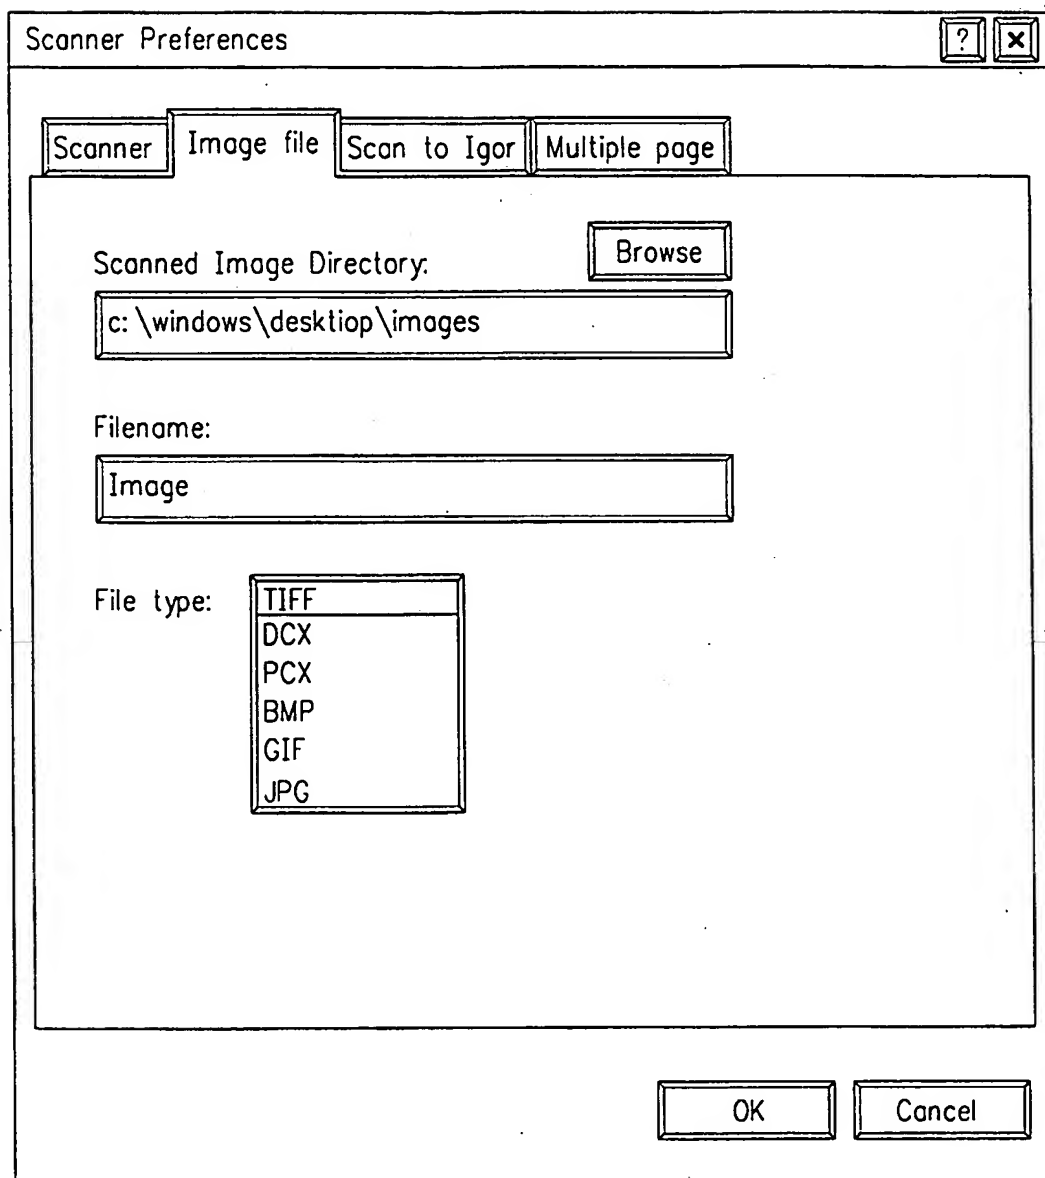 Scanner Preferences ? ×
Scanner Image file Scan to Igor Multiple page
Scanned Image Directory: Browse
c: \windows\desktiop\images
Filename:
Image
File type: TIFF
DCX
PCX
BMP
GIF
JPG
OK Cancel